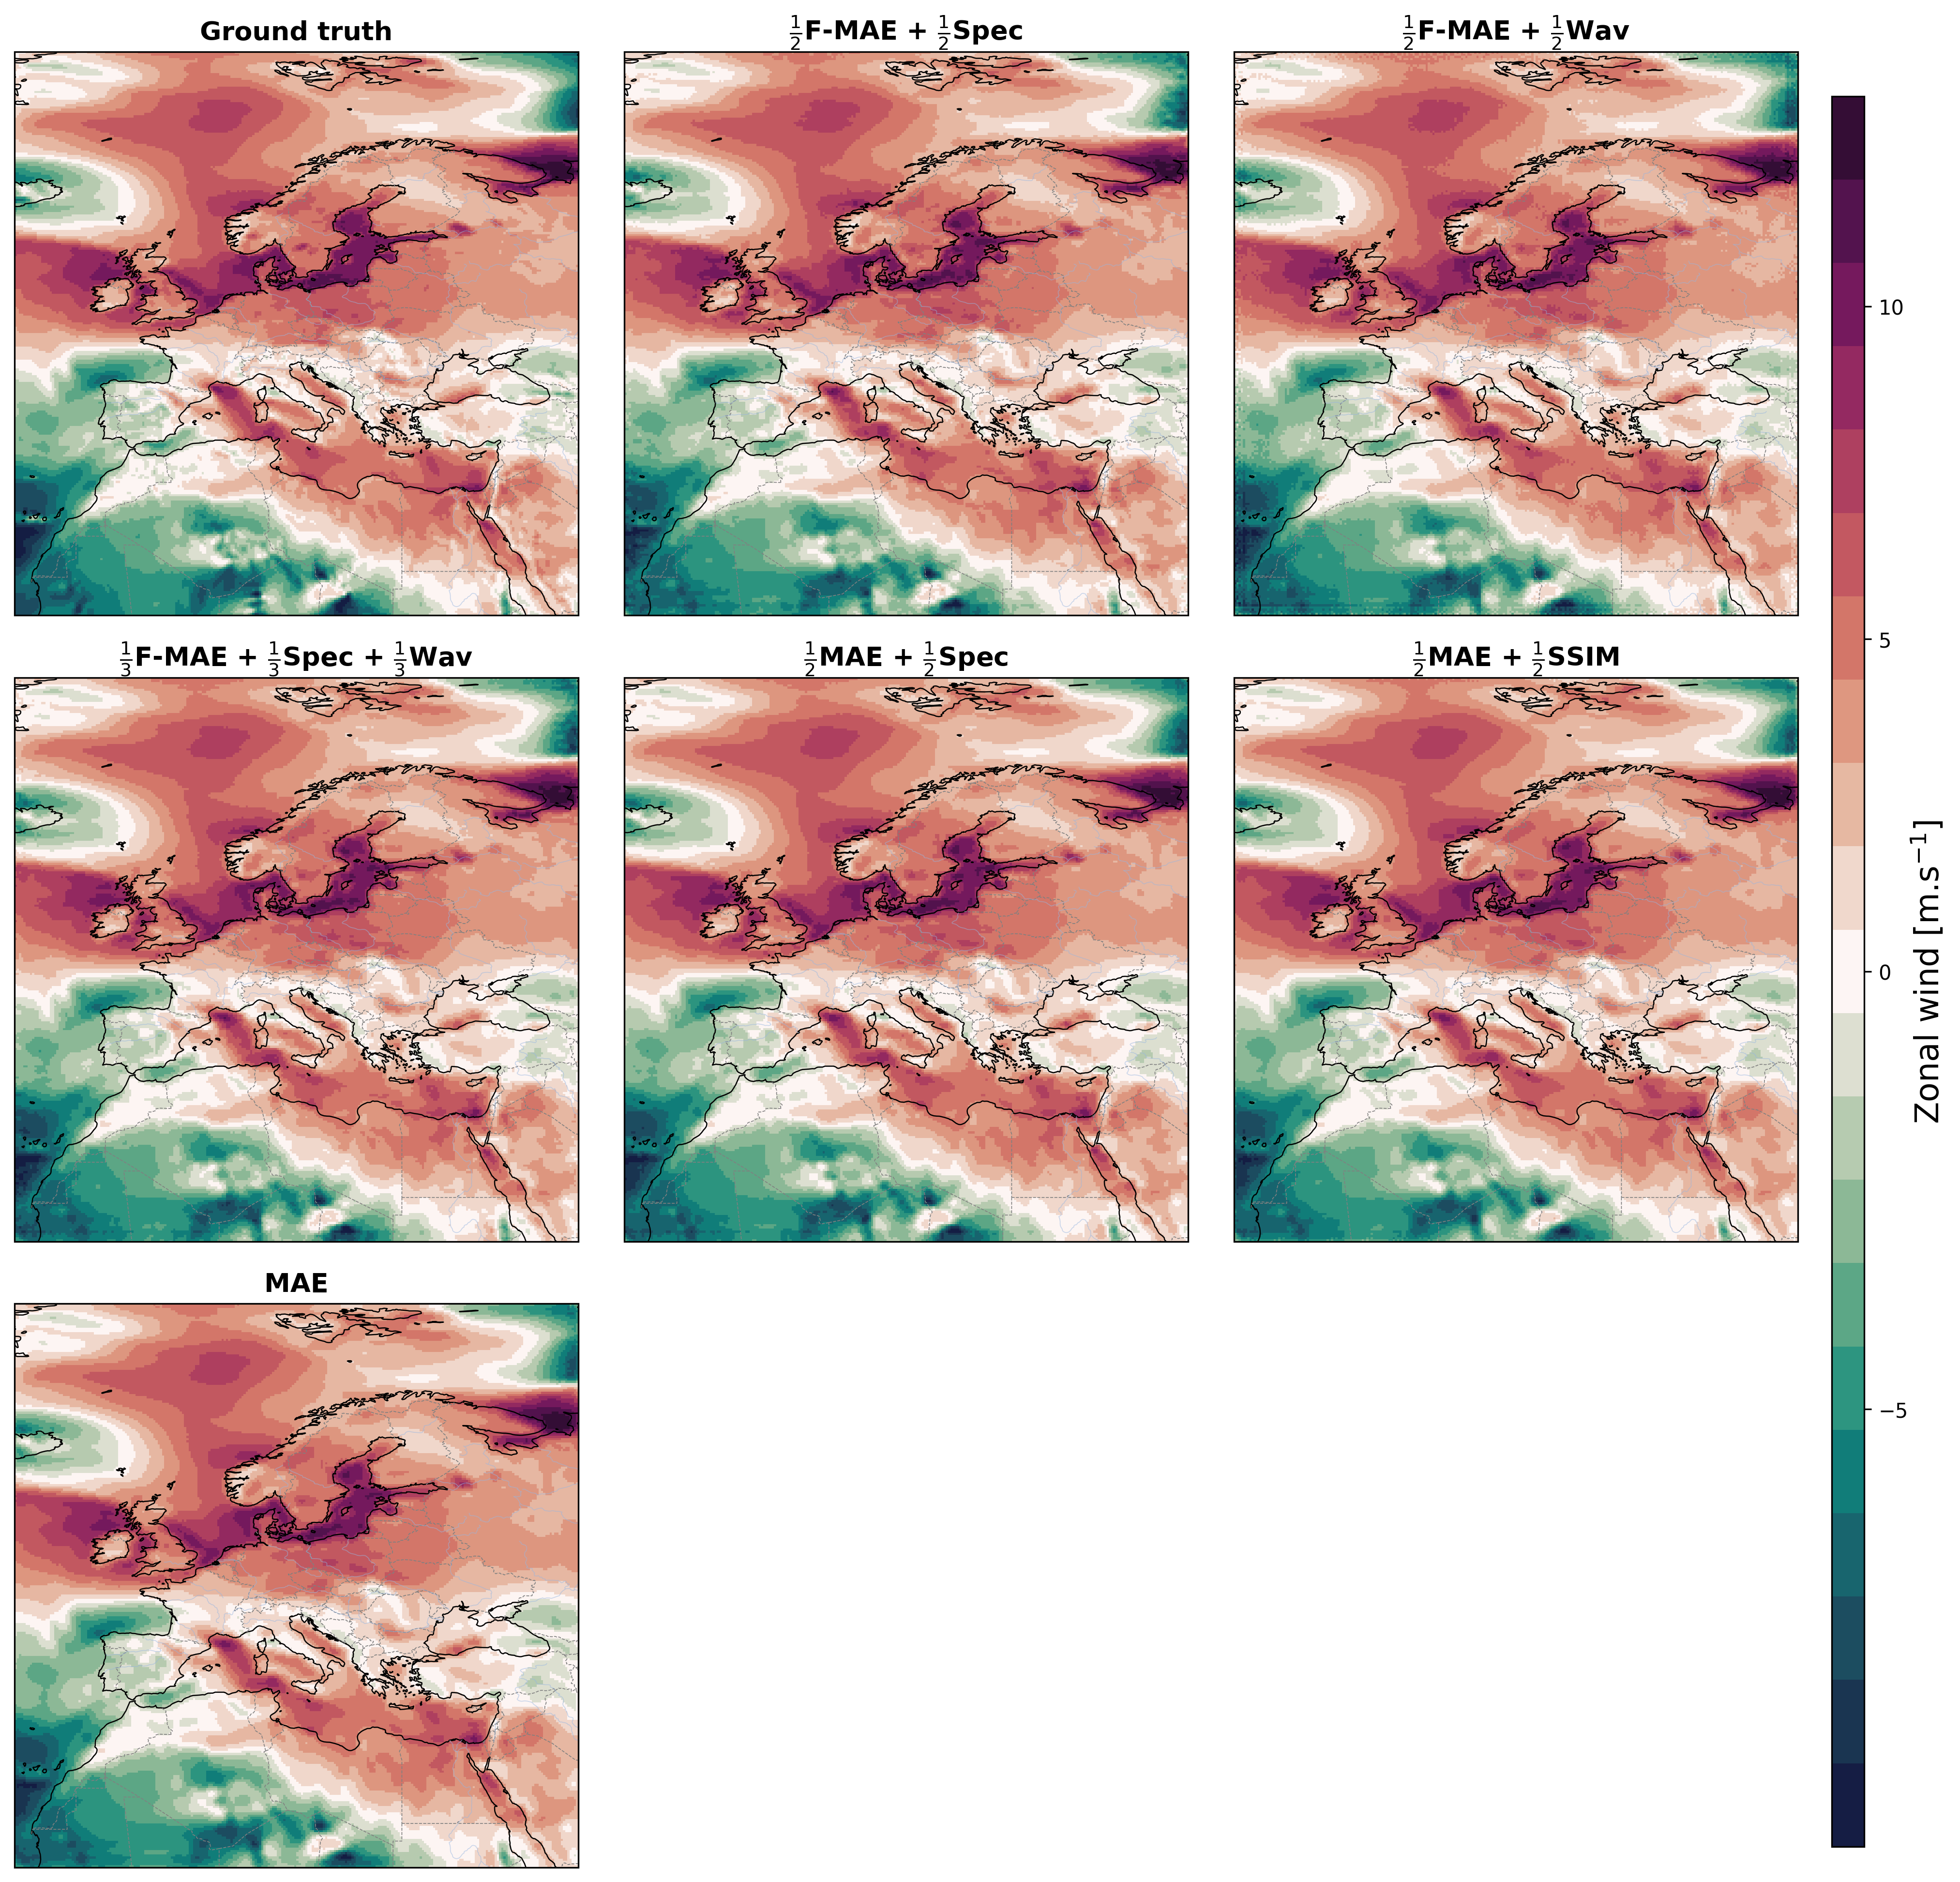 Ground truth
½F-MAE + ½Spec
½F-MAE + ½Wav
⅓F-MAE + ⅓Spec + ⅓Wav
½MAE + ½Spec
½MAE + ½SSIM
MAE
10
5
0
−5
Zonal wind [m.s⁻¹]